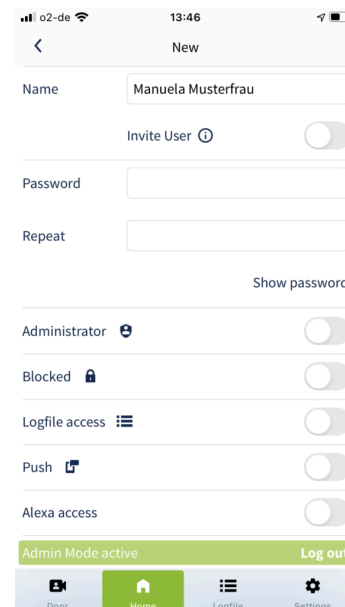 o2-de 13:46
New
Name Manuela Musterfrau
Invite User
Password
Repeat
Show password
Administrator
Blocked
Logfile access
Push
Alexa access
Admin Mode active Log out
Door Home Logfile Settings